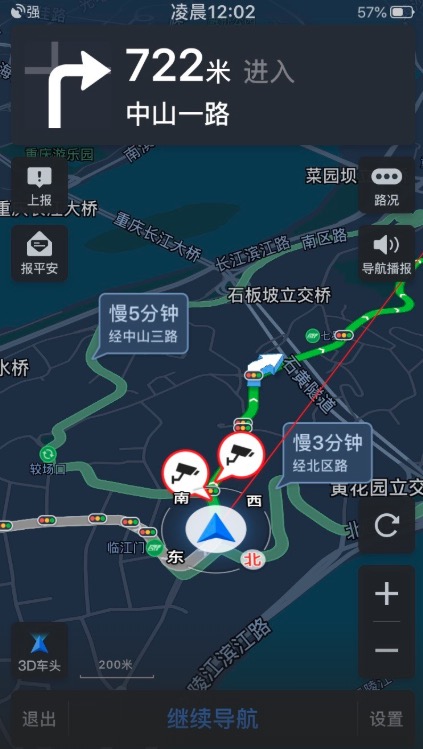 强
凌晨12:02
57%
722米 进入
中山一路
重庆游乐园
上报
菜园坝
路况
重庆长江大桥
重庆长江大桥
长江滨江路
南区路
报平安
导航播报
石板坡立交桥
慢5分钟
经中山三路
水桥
石黄隧道
慢3分钟
经北区路
较场口
黄花园立交
南
西
临江门
东
北
北
3D车头
200米
嘉陵江滨江路
退出
继续导航
设置